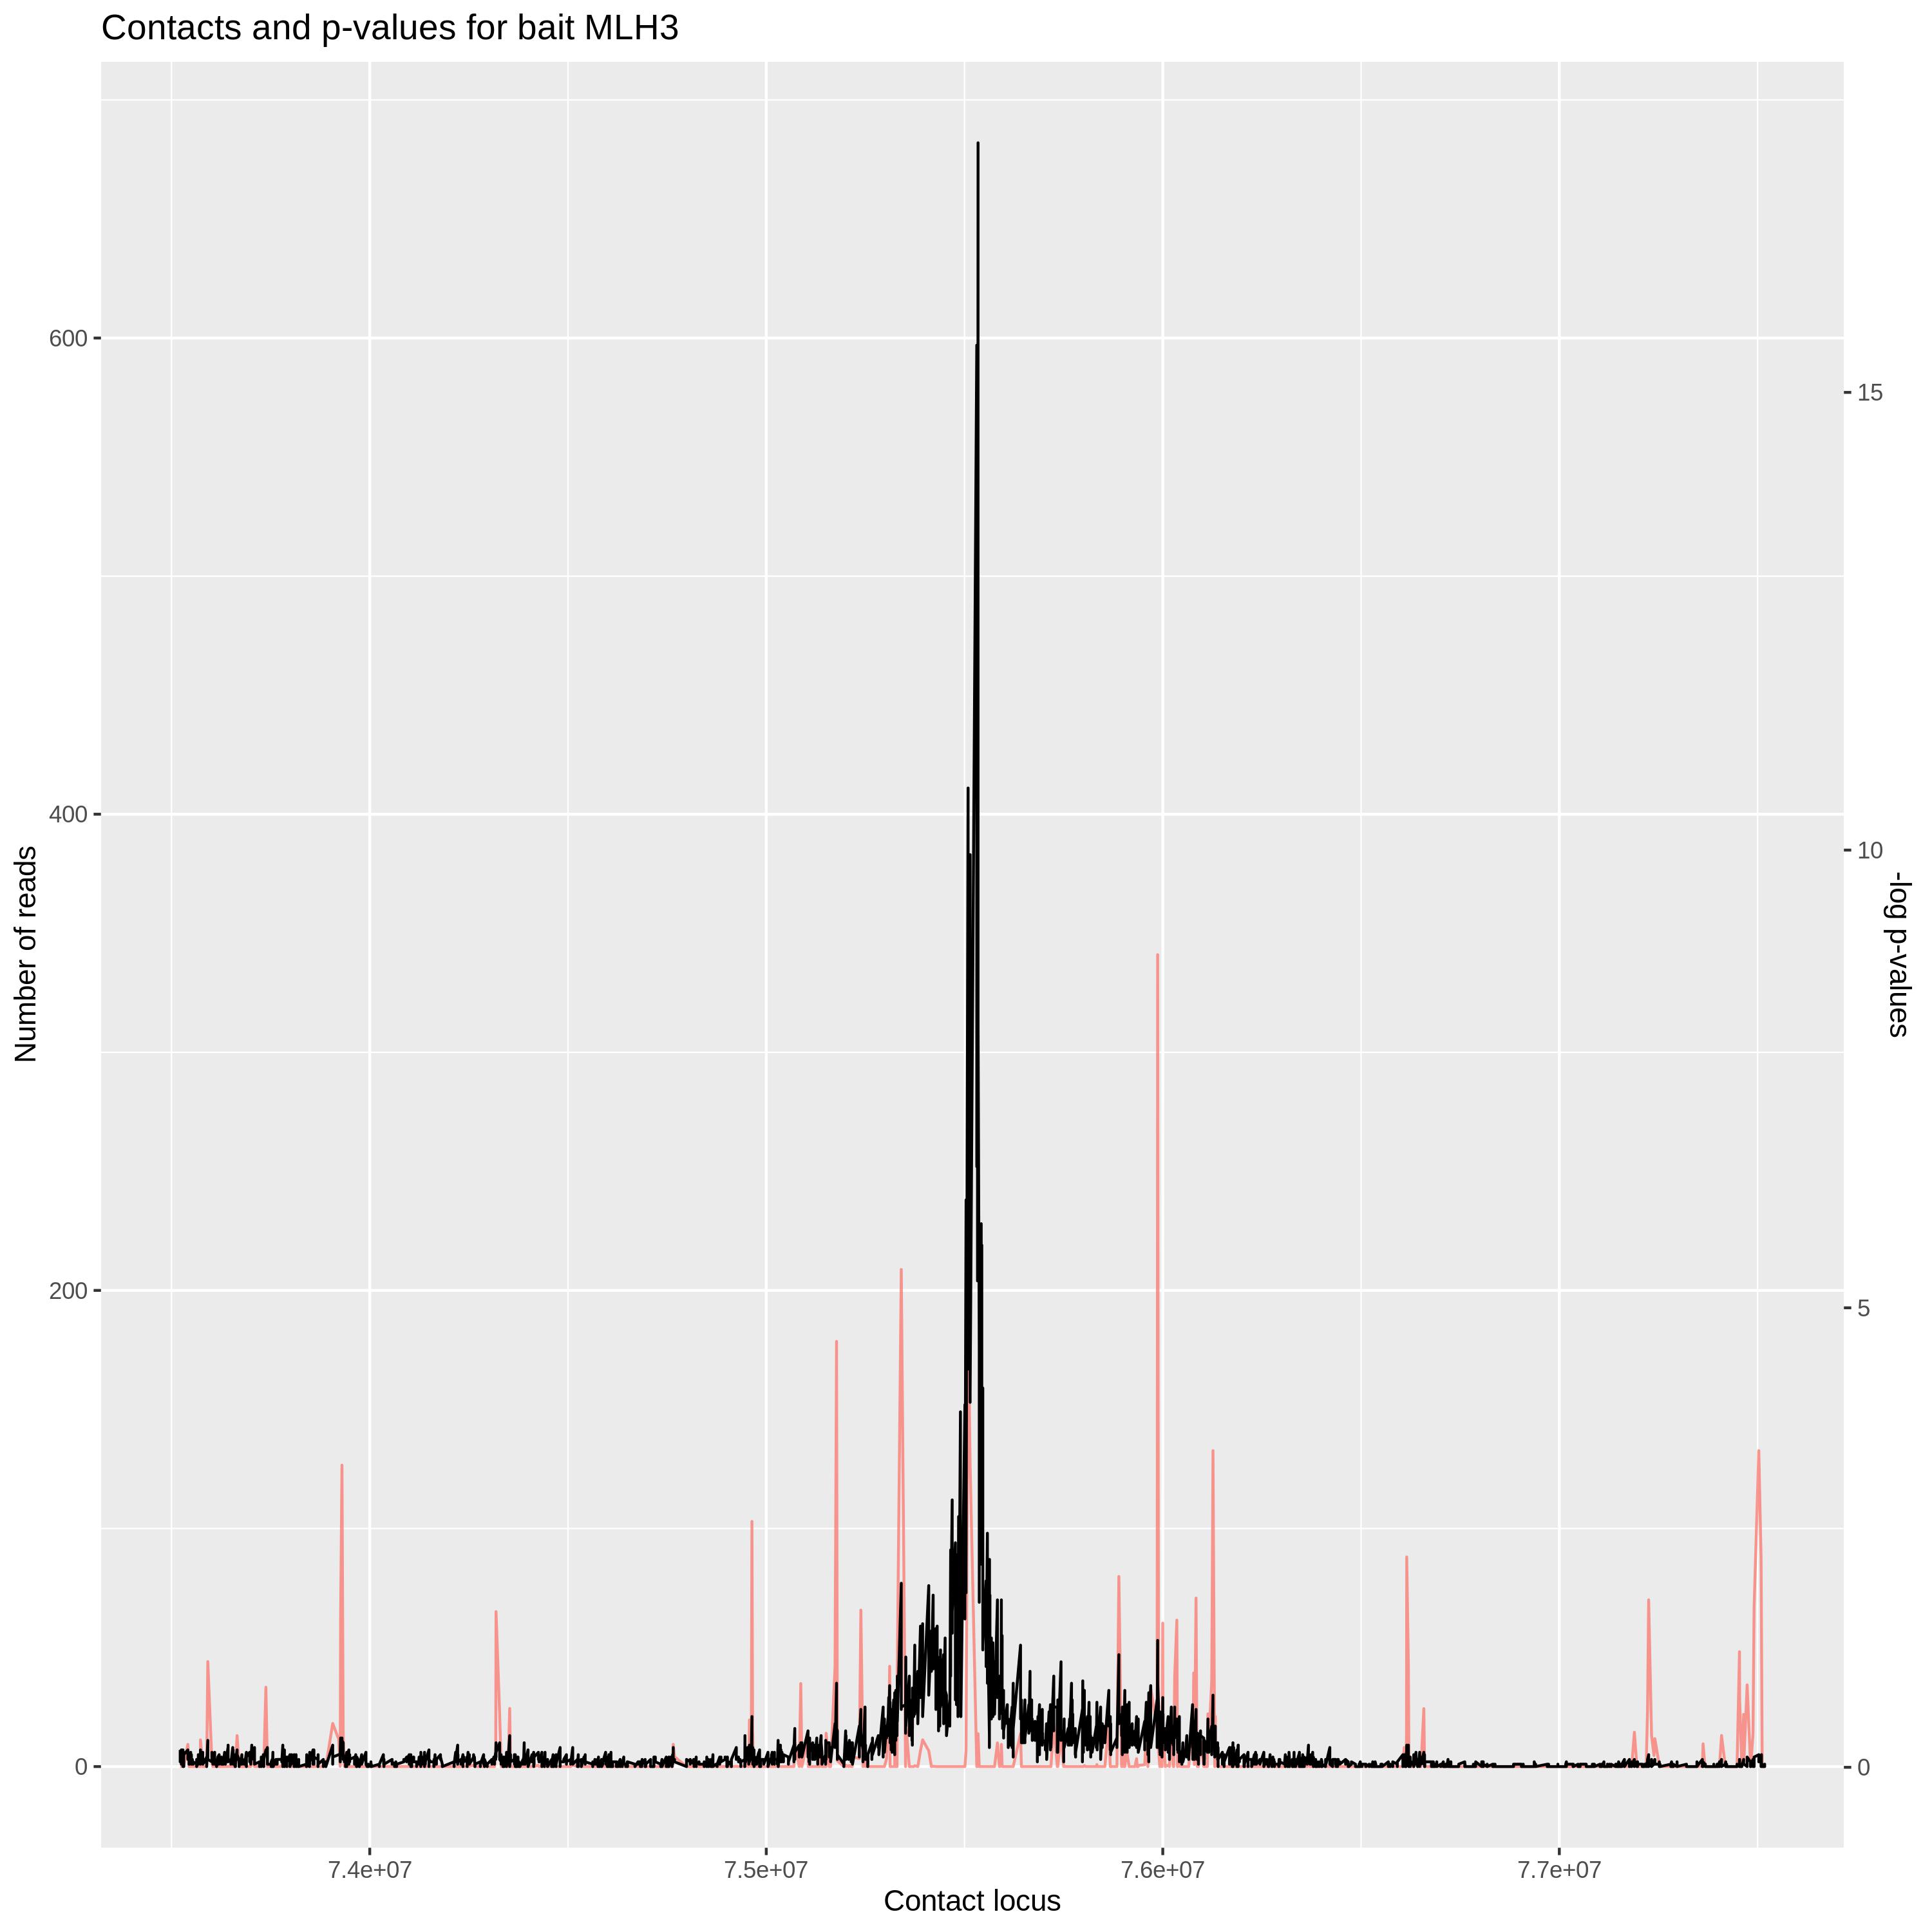 Contacts and p-values for bait MLH3
600
400
200
0
Number of reads
15
10
5
0
-log p-values
7.4e+07
7.5e+07
7.6e+07
7.7e+07
Contact locus